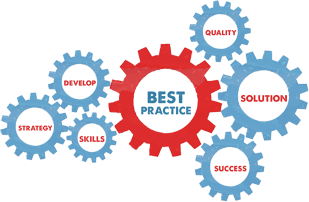 QUALITY
DEVELOP
BEST
PRACTICE
SOLUTION
STRATEGY
SKILLS
SUCCESS